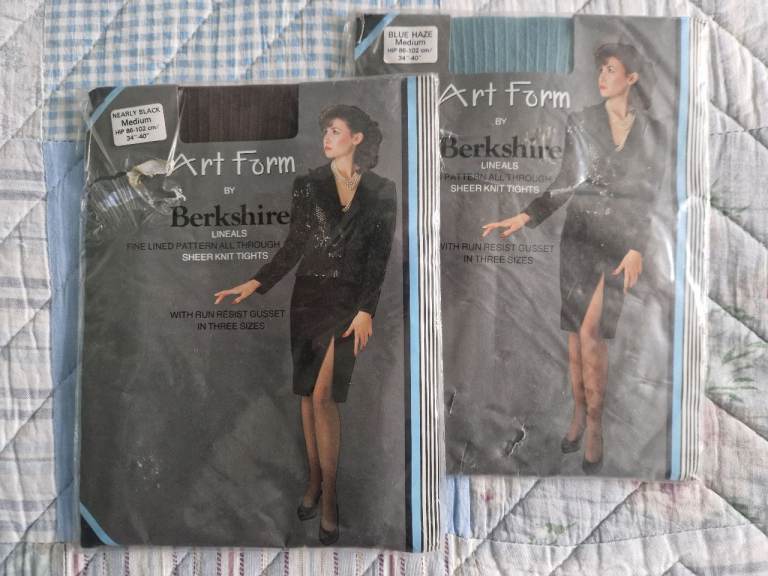 NEARLY BLACK
Medium
HIP 86-102 cm/
34"-40"
Art Form
BY
Berkshire
LINEALS
FINE LINED PATTERN ALL THROUGH
SHEER KNIT TIGHTS
WITH RUN RESIST GUSSET
IN THREE SIZES
BLUE HAZE
Medium
HIP 86-102 cm/
34"-40"
Art Form
BY
Berkshire
LINEALS
PATTERN ALL THROUGH
SHEER KNIT TIGHTS
WITH RUN RESIST GUSSET
IN THREE SIZES